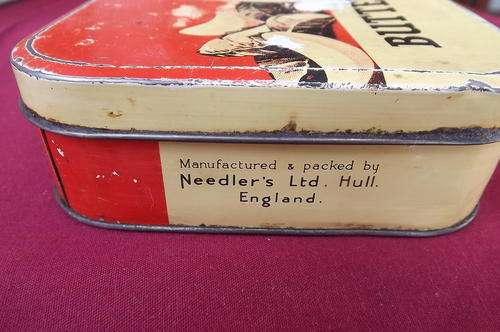 Manufactured & packed by
Needler's Ltd. Hull.
England.